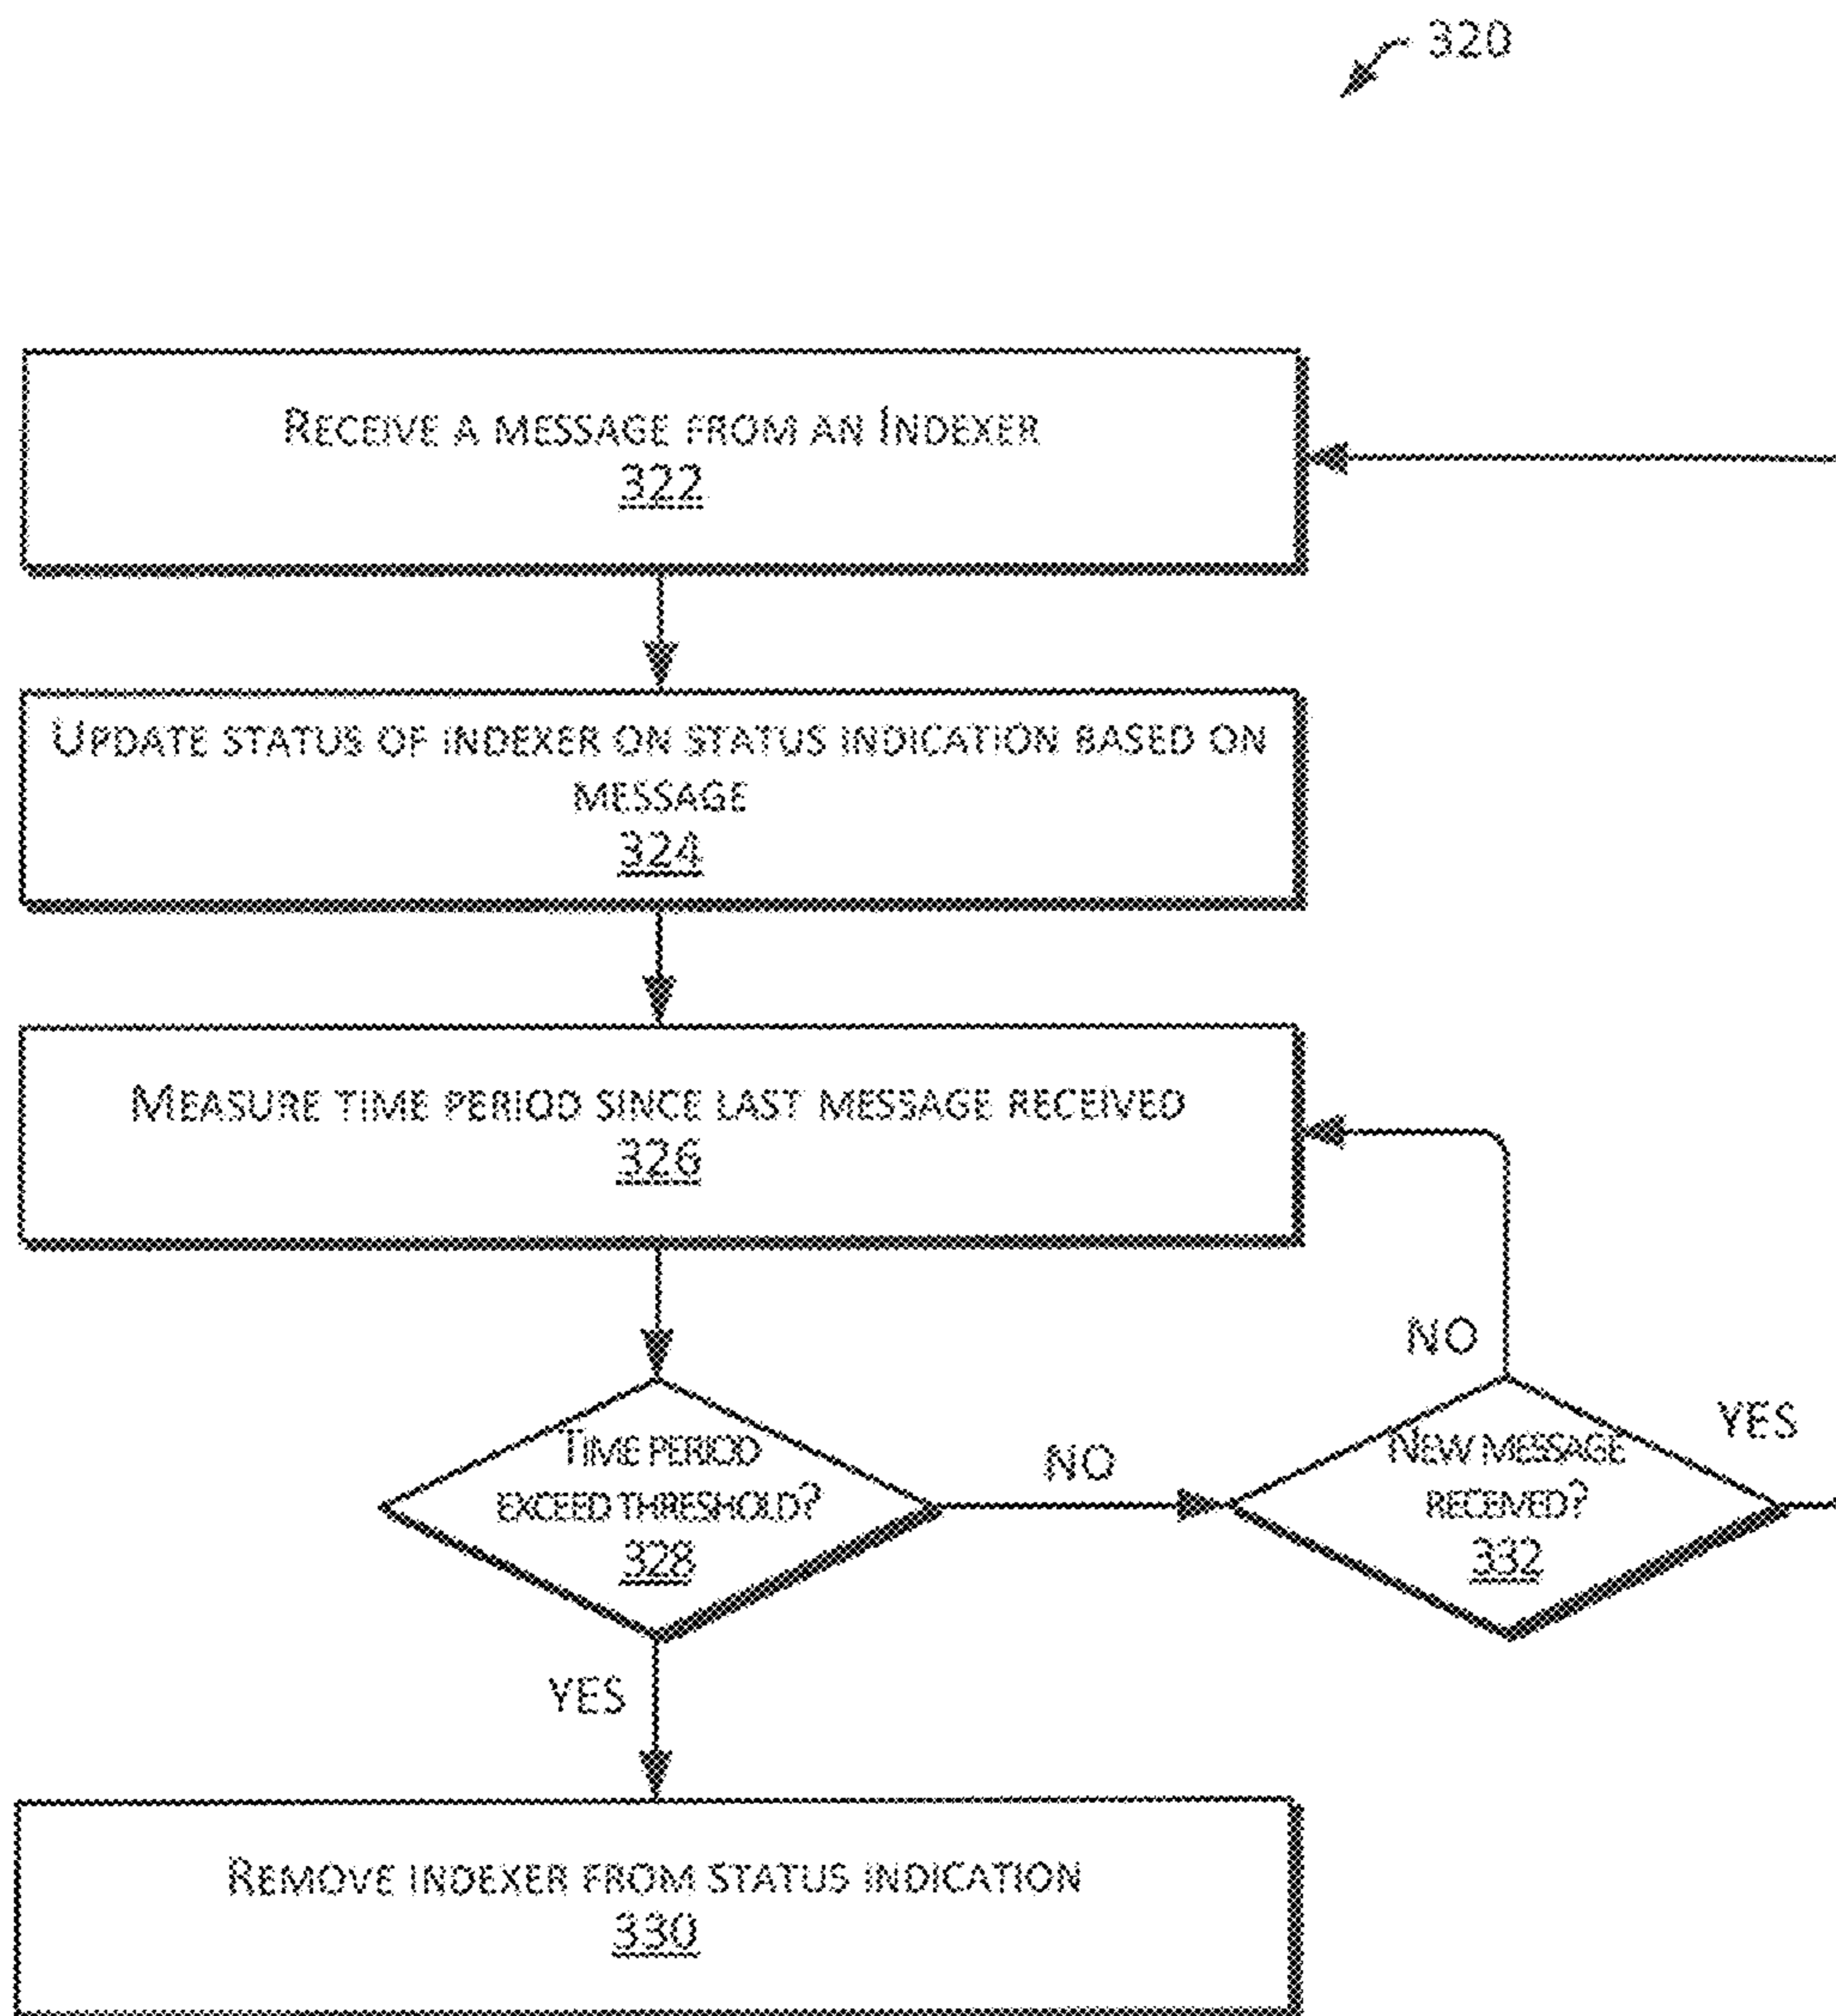 320
RECEIVE A MESSAGE FROM AN INDEXER
322
UPDATE STATUS OF INDEXER ON STATUS INDICATION BASED ON
MESSAGE
324
MEASURE TIME PERIOD SINCE LAST MESSAGE RECEIVED
326
TIME PERIOD
EXCEED THRESHOLD?
328
NO
NEW MESSAGE
RECEIVED?
332
NO
YES
YES
REMOVE INDEXER FROM STATUS INDICATION
330